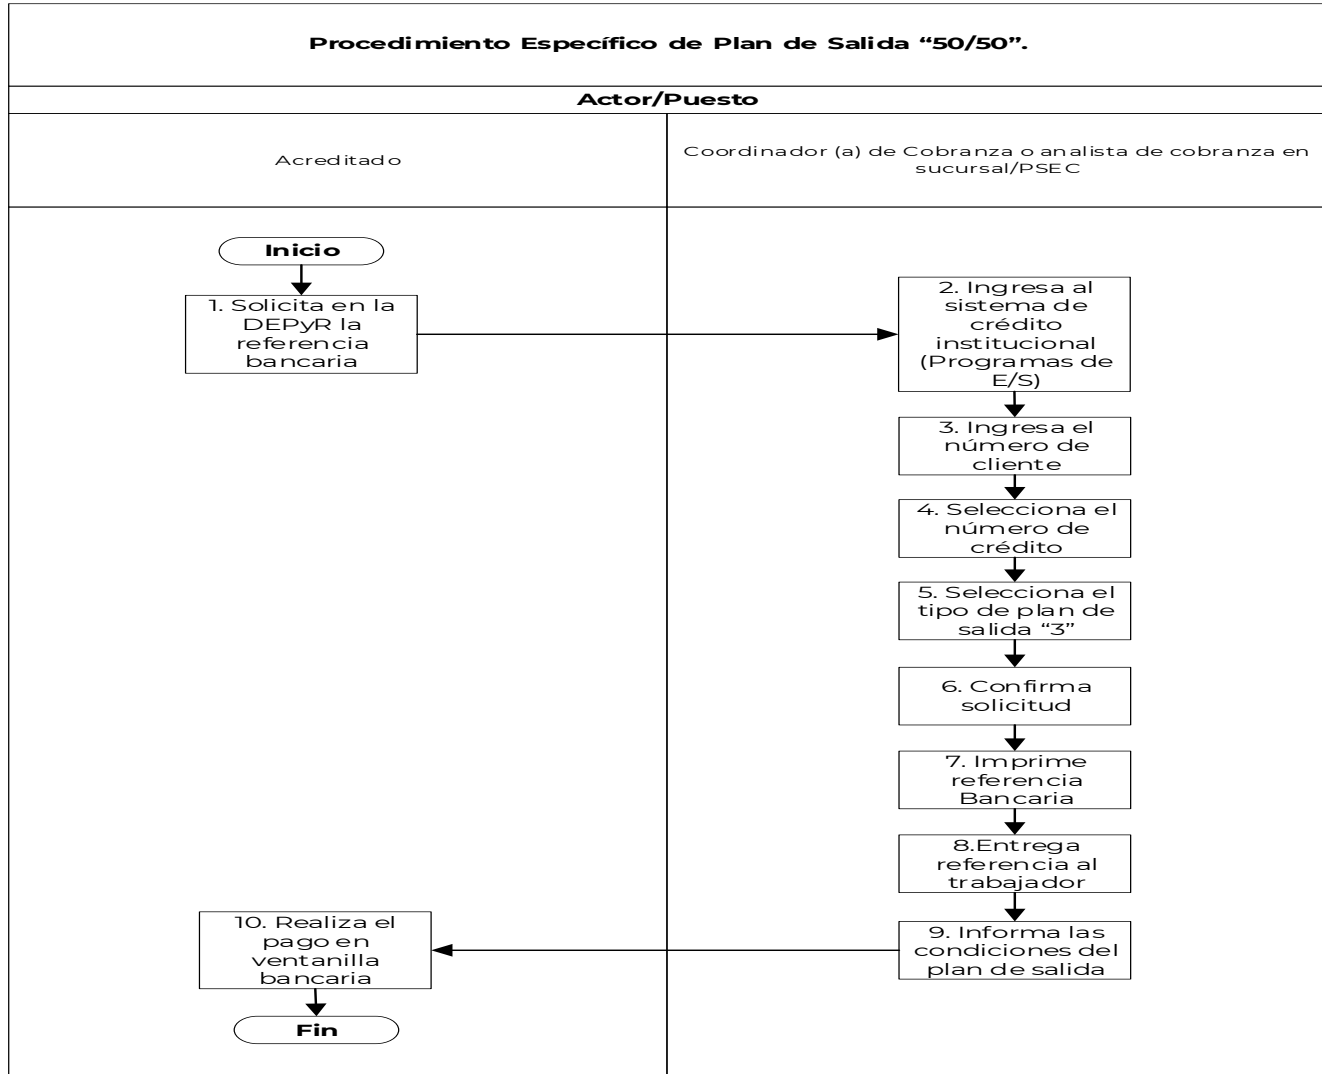 Procedimiento Específico de Plan de Salida “50/50”.
Actor/Puesto
Acreditado
Coordinador (a) de Cobranza o analista de cobranza en
sucursal/PSEC
Inicio
1. Solicita en la
DEPyR la
referencia
bancaria
2. Ingresa al
sistema de
crédito
institucional
(Programas de
E/S)
3. Ingresa el
número de
cliente
4. Selecciona el
número de
crédito
5. Selecciona el
tipo de plan de
salida “3”
6. Confirma
solicitud
7. Imprime
referencia
Bancaria
8.Entrega
referencia al
trabajador
9. Informa las
condiciones del
plan de salida
10. Realiza el
pago en
ventanilla
bancaria
Fin